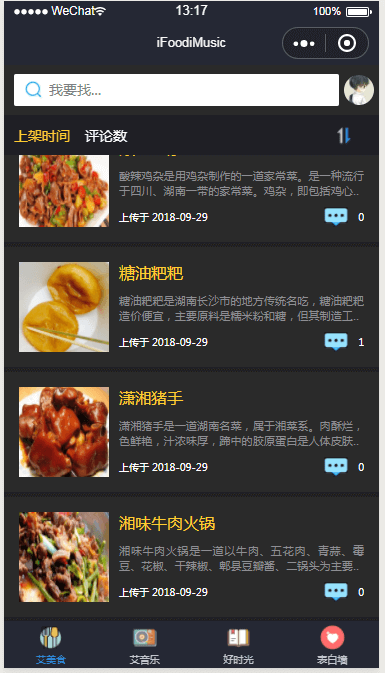 WeChat 13:17 100%
iFoodiMusic
我要找...
上架时间 评论数
酸辣鸡杂是用鸡杂制作的一道家常菜。是一种流行
于四川、湖南一带的家常菜。鸡杂，即包括鸡心..
上传于 2018-09-29 0
糖油粑粑
糖油粑粑是湖南长沙市的地方传统名吃，糖油粑粑
造价便宜，主要原料是糯米粉和糖，但其制造工..
上传于 2018-09-29 1
潇湘猪手
潇湘猪手是一道湖南名菜，属于湘菜系。肉酥烂，
色鲜艳，汁浓味厚，蹄中的胶原蛋白是人体皮肤..
上传于 2018-09-29 0
湘味牛肉火锅
湘味牛肉火锅是一道以牛肉、五花肉、青蒜、霉
豆、花椒、干辣椒、郫县豆瓣酱、二锅头为主要..
上传于 2018-09-29 0
艾美食 艾音乐 好时光 表白墙